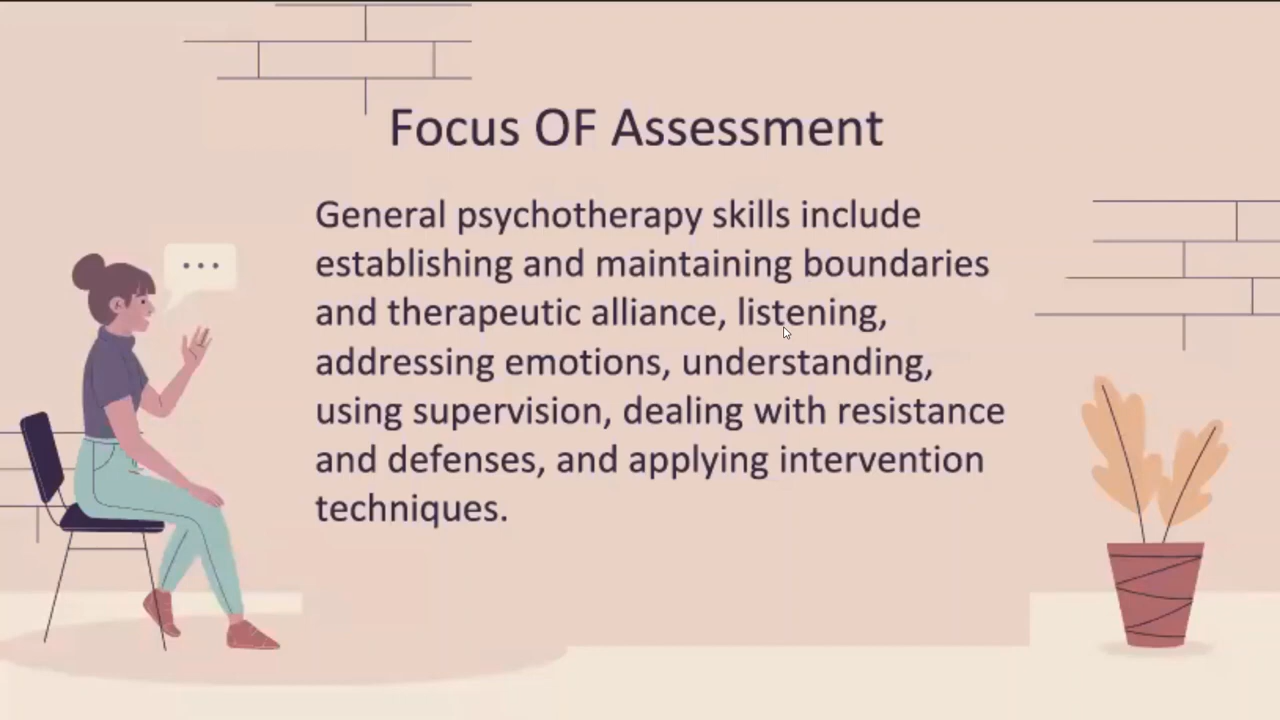 Focus OF Assessment
General psychotherapy skills include
establishing and maintaining boundaries
and therapeutic alliance, listening,
addressing emotions, understanding,
using supervision, dealing with resistance
and defenses, and applying intervention
techniques.